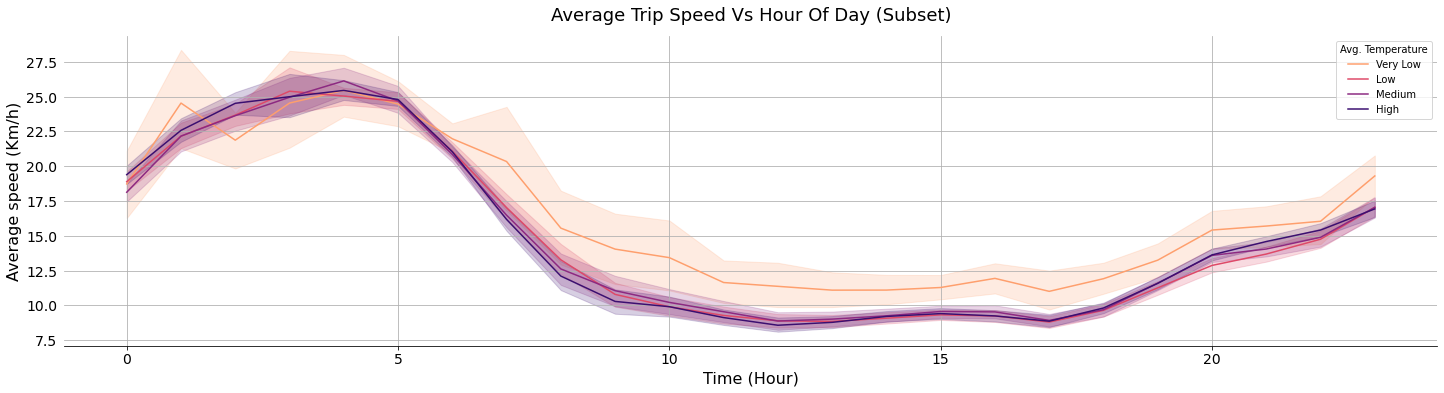 Average Trip Speed Vs Hour Of Day (Subset)
Average speed (Km/h)
27.5
25.0
22.5
20.0
17.5
15.0
12.5
10.0
7.5
Avg. Temperature
Very Low
Low
Medium
High
0
5
10
15
20
Time (Hour)